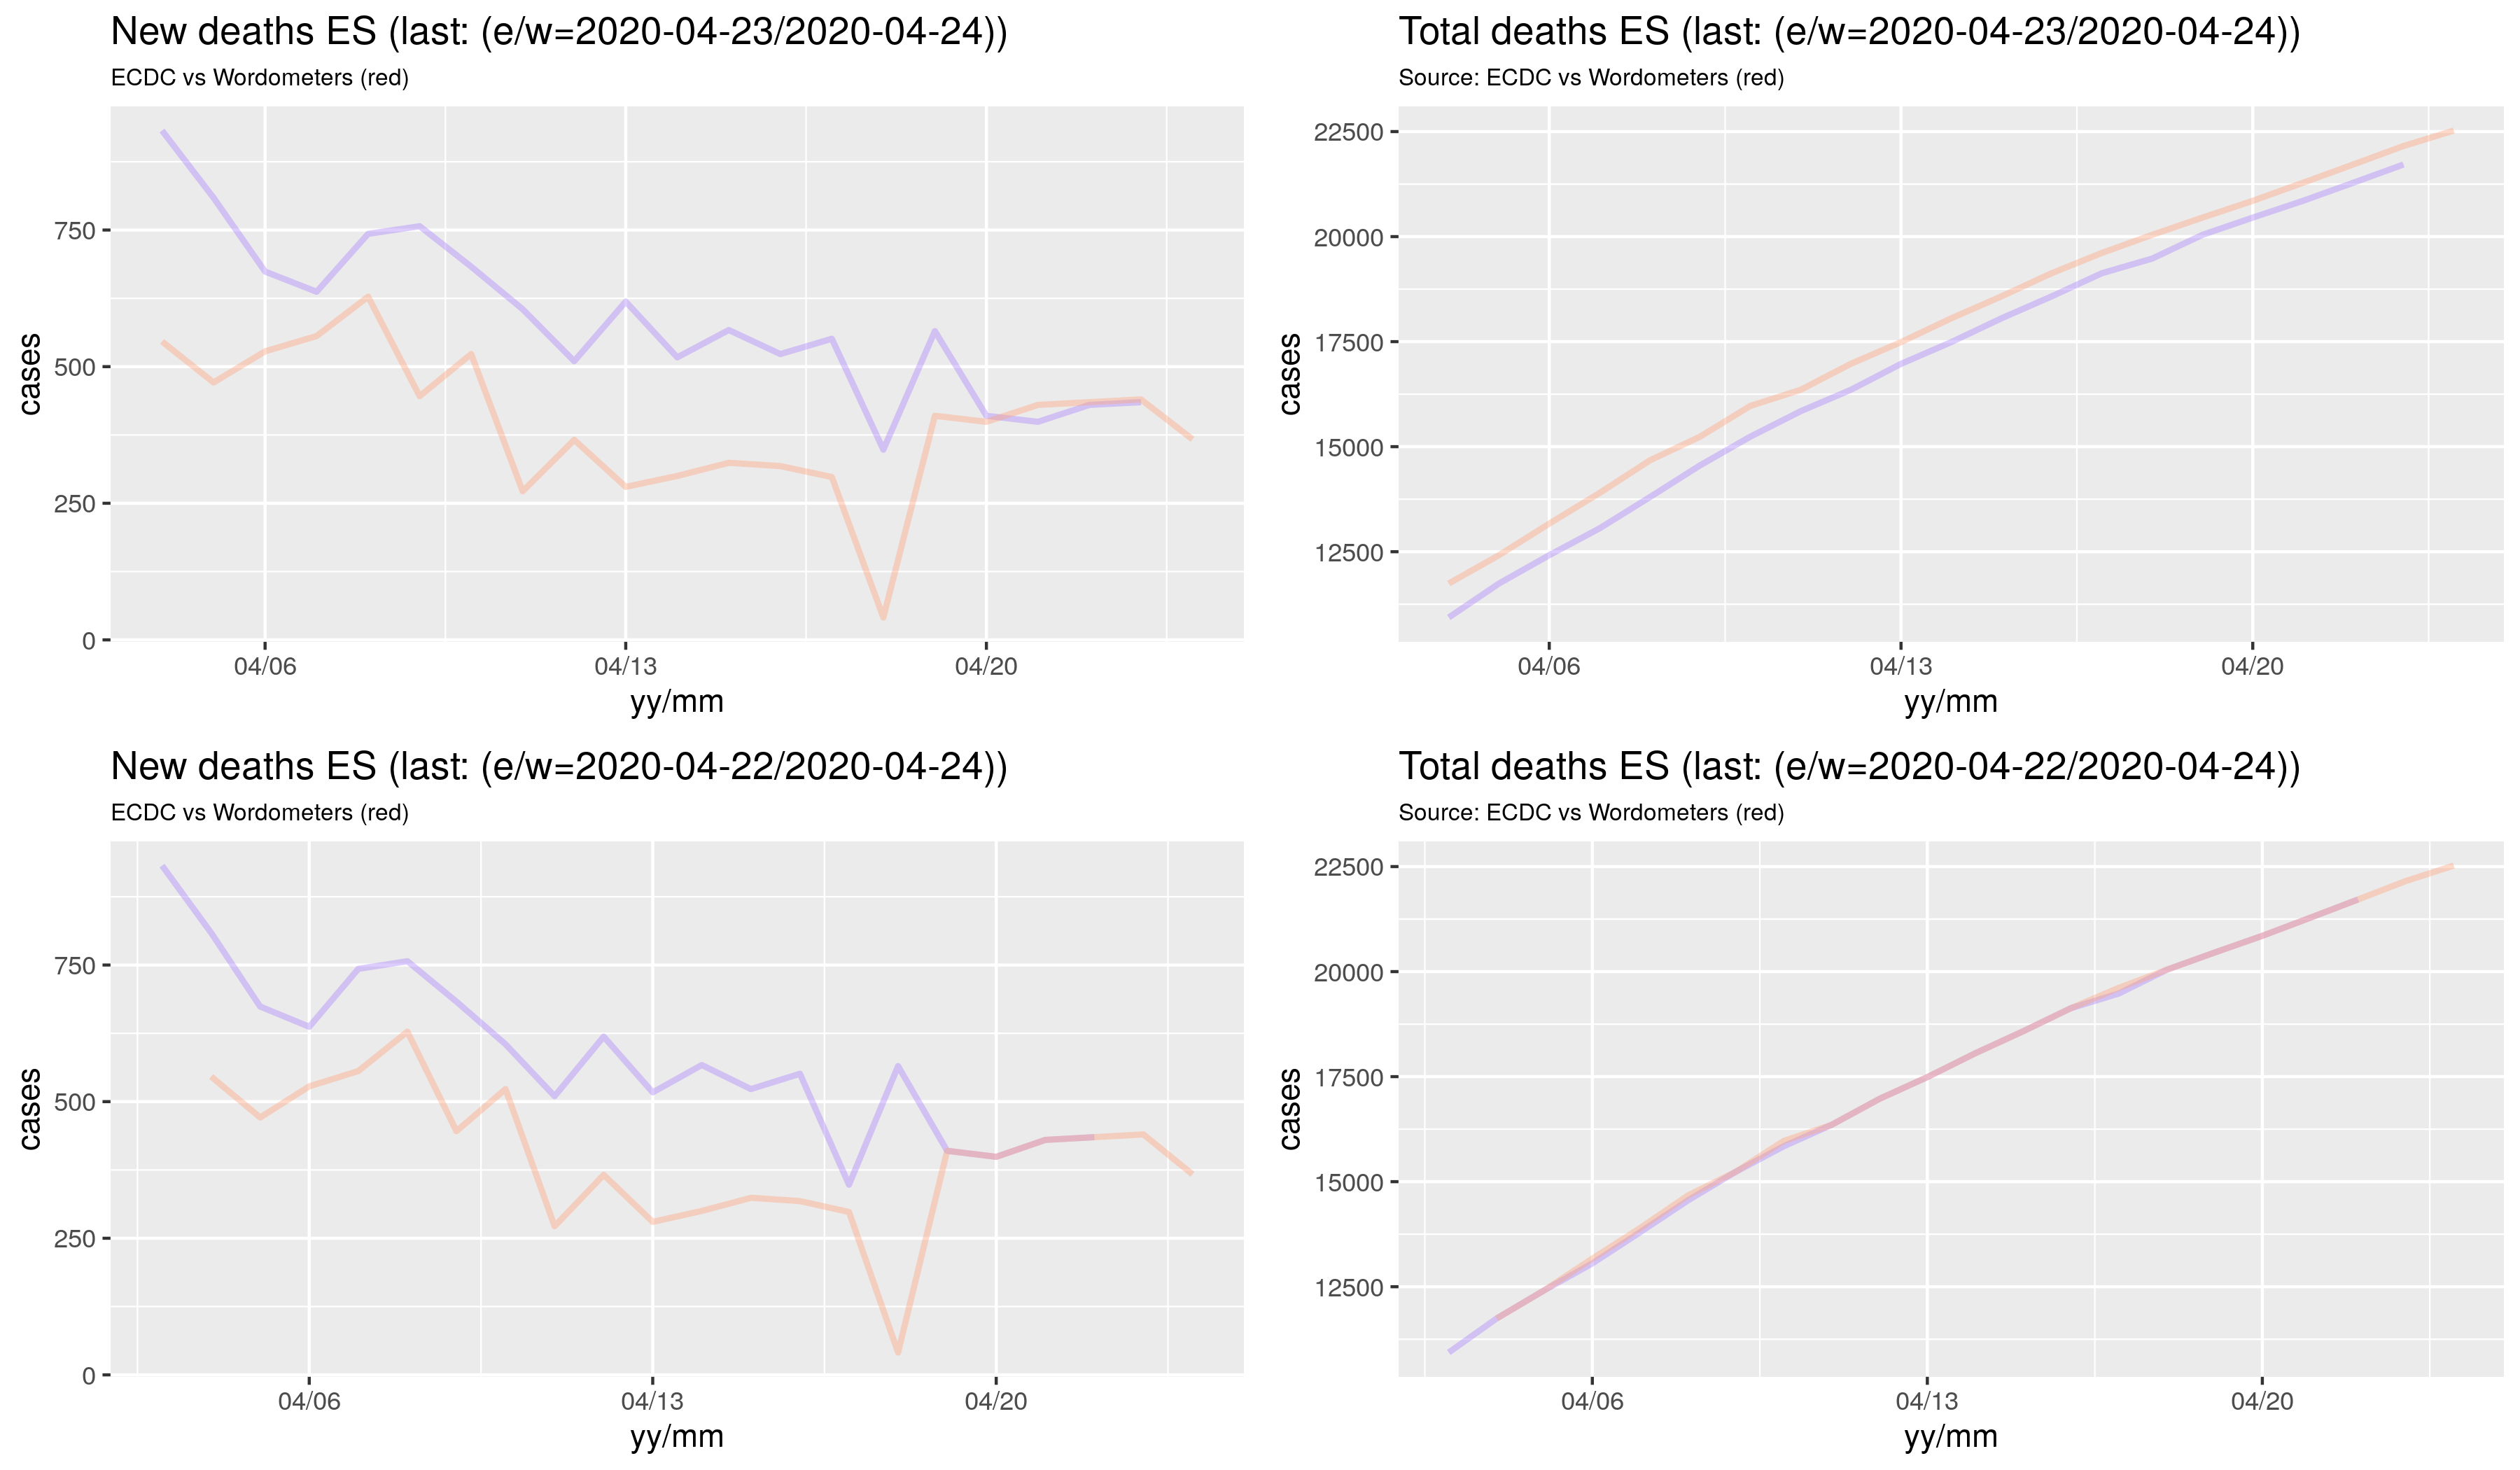 New deaths ES (last: (e/w=2020-04-23/2020-04-24))
ECDC vs Wordometers (red)
cases
750
500
250
0
04/06 04/13 04/20
yy/mm
Total deaths ES (last: (e/w=2020-04-23/2020-04-24))
Source: ECDC vs Wordometers (red)
cases
22500
20000
17500
15000
12500
04/06 04/13 04/20
yy/mm
New deaths ES (last: (e/w=2020-04-22/2020-04-24))
ECDC vs Wordometers (red)
cases
750
500
250
0
04/06 04/13 04/20
yy/mm
Total deaths ES (last: (e/w=2020-04-22/2020-04-24))
Source: ECDC vs Wordometers (red)
cases
22500
20000
17500
15000
12500
04/06 04/13 04/20
yy/mm